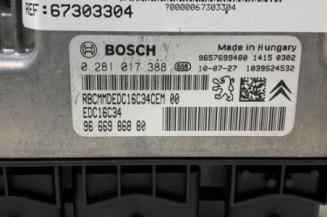 REF:67303304
?0000067303304
BOSCH
Made in Hungary
0 281 017 388
9657699480 1415 0302
10-07-27 1039S24532
RBCMMDEDC16C34CEM 00
EDC16C34
96 669 868 80